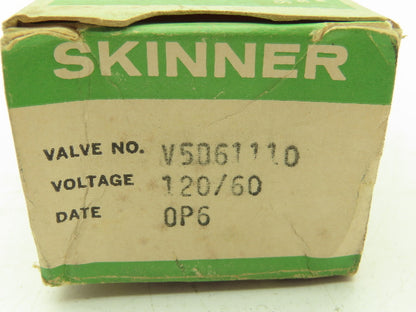 SKINNER
VALVE NO. V5D61110
VOLTAGE 120/60
DATE 0P6